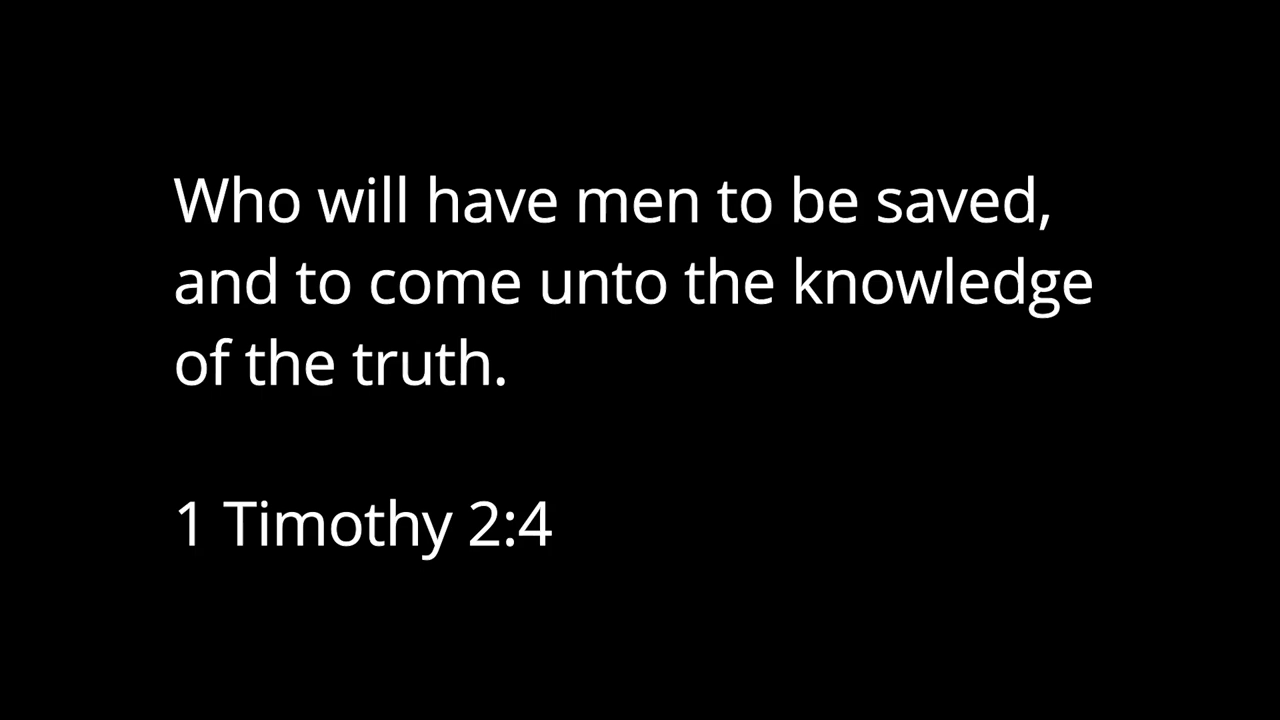 Who will have men to be saved,
and to come unto the knowledge
of the truth.
1 Timothy 2:4